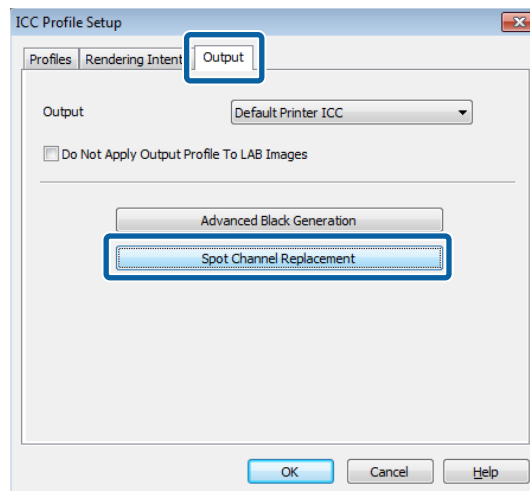 ICC Profile Setup
Profiles Rendering Intent Output
Output Default Printer ICC
Do Not Apply Output Profile To LAB Images
Advanced Black Generation
Spot Channel Replacement
OK Cancel Help